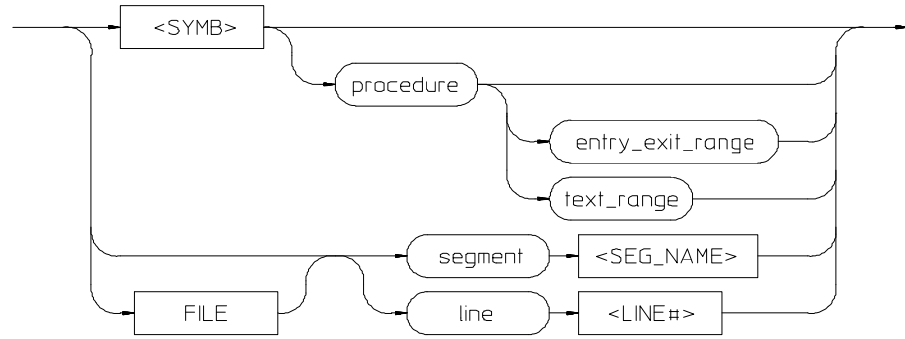 <SYMB>
procedure
entry_exit_range
text_range
segment <SEG_NAME>
FILE line <LINE#>